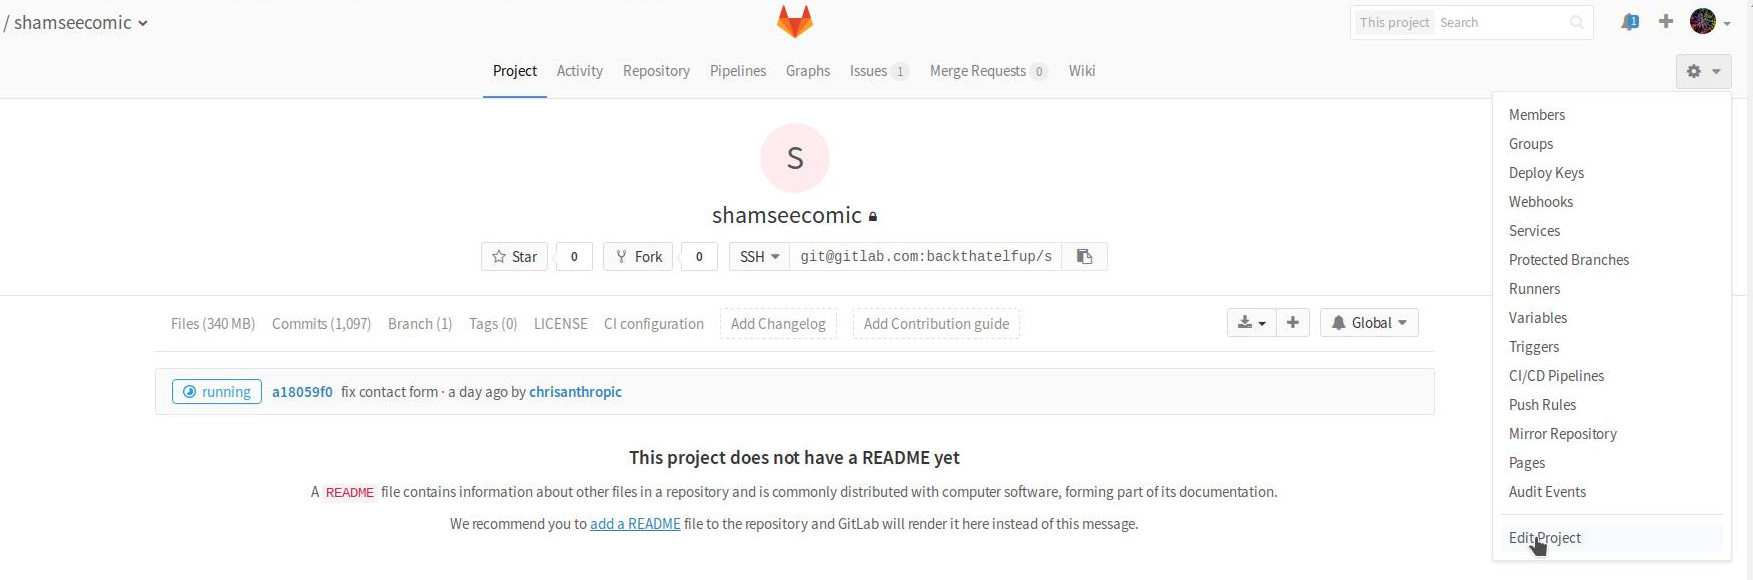 / shamseecomic
This project Search
1
Project Activity Repository Pipelines Graphs Issues 1 Merge Requests 0 Wiki
S
shamseecomic
Star 0 Fork 0 SSH git@gitlab.com:backthatelfup/s
Files (340 MB) Commits (1,097) Branch (1) Tags (0) LICENSE CI configuration Add Changelog Add Contribution guide Global
running a18059f0 fix contact form · a day ago by chrisanthropic
This project does not have a README yet
A README file contains information about other files in a repository and is commonly distributed with computer software, forming part of its documentation.
We recommend you to add a README file to the repository and GitLab will render it here instead of this message.
Members
Groups
Deploy Keys
Webhooks
Services
Protected Branches
Runners
Variables
Triggers
CI/CD Pipelines
Push Rules
Mirror Repository
Pages
Audit Events
Edit Project